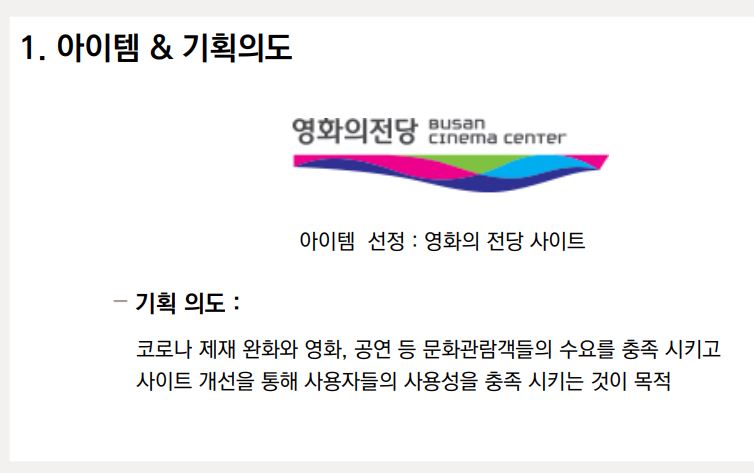 1. 아이템 & 기획의도
영화의전당 BUSAN CINEMA CENTER
아이템 선정 : 영화의 전당 사이트
– 기획 의도 :
코로나 제재 완화와 영화, 공연 등 문화관람객들의 수요를 충족 시키고
사이트 개선을 통해 사용자들의 사용성을 충족 시키는 것이 목적